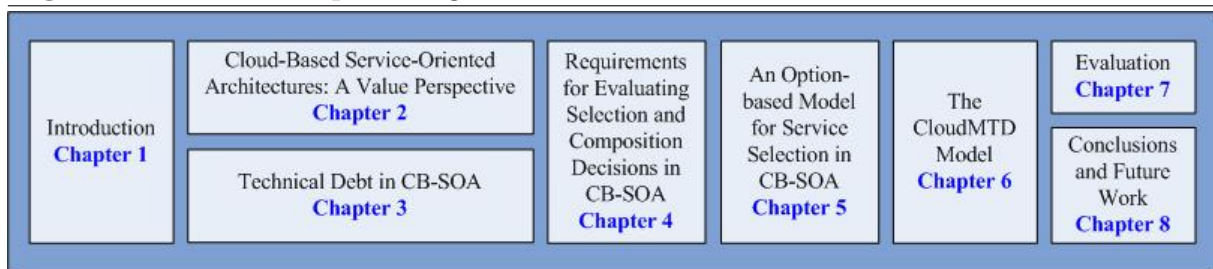 Introduction
Chapter 1
Cloud-Based Service-Oriented
Architectures: A Value Perspective
Chapter 2
Technical Debt in CB-SOA
Chapter 3
Requirements
for Evaluating
Selection and
Composition
Decisions in
CB-SOA
Chapter 4
An Option-
based Model
for Service
Selection in
CB-SOA
Chapter 5
The
CloudMTD
Model
Chapter 6
Evaluation
Chapter 7
Conclusions
and Future
Work
Chapter 8